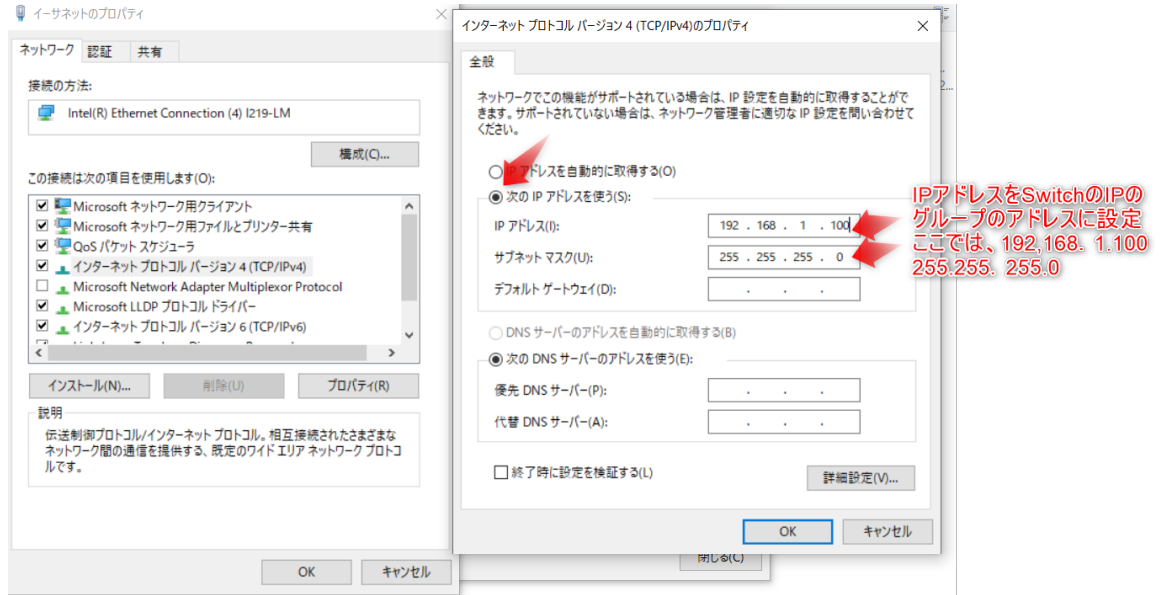 イーサネットのプロパティ
ネットワーク 認証 共有
接続の方法:
Intel(R) Ethernet Connection (4) I219-LM
構成(C)...
この接続は次の項目を使用します(O):
Microsoft ネットワーク用クライアント
Microsoft ネットワーク用ファイルとプリンター共有
QoS パケット スケジューラ
インターネット プロトコル バージョン 4 (TCP/IPv4)
Microsoft Network Adapter Multiplexor Protocol
Microsoft LLDP プロトコル ドライバー
インターネット プロトコル バージョン 6 (TCP/IPv6)
インストール(N)... 削除(U) プロパティ(R)
説明
伝送制御プロトコル/インターネット プロトコル。相互接続されたさまざまな
ネットワーク間の通信を提供する、既定のワイド エリア ネットワーク プロトコ
ルです。
OK キャンセル
インターネット プロトコル バージョン 4 (TCP/IPv4)のプロパティ
全般
ネットワークでこの機能がサポートされている場合は、IP 設定を自動的に取得することがで
きます。サポートされていない場合は、ネットワーク管理者に適切な IP 設定を問い合わせて
ください。
IP アドレスを自動的に取得する(O)
次の IP アドレスを使う(S):
IP アドレス(I): 192 . 168 . 1 . 100
サブネット マスク(U): 255 . 255 . 255 . 0
デフォルト ゲートウェイ(D): . . .
DNS サーバーのアドレスを自動的に取得する(B)
次の DNS サーバーのアドレスを使う(E):
優先 DNS サーバー(P): . . .
代替 DNS サーバー(A): . . .
終了時に設定を検証する(L)
詳細設定(V)...
OK キャンセル
閉じる(C)
IPアドレスをSwitchのIPの
グループのアドレスに設定
ここでは、192,168. 1.100
255.255. 255.0